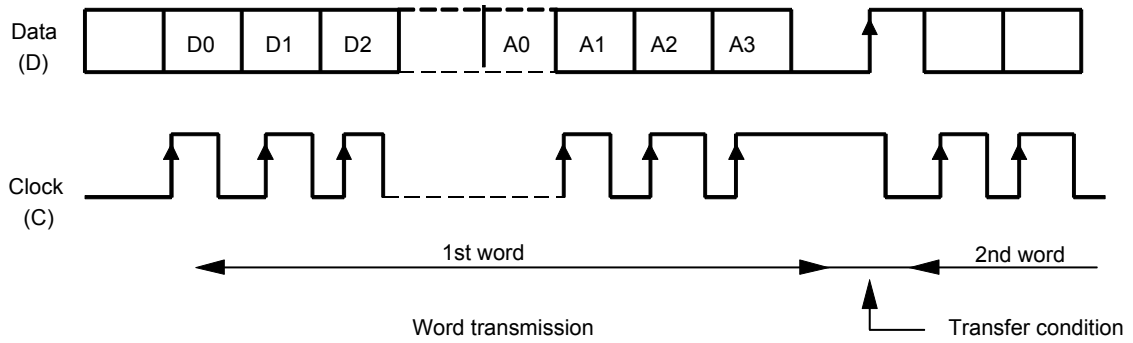 Data
(D)
D0 D1 D2 A0 A1 A2 A3
Clock
(C)
1st word 2nd word
Word transmission Transfer condition